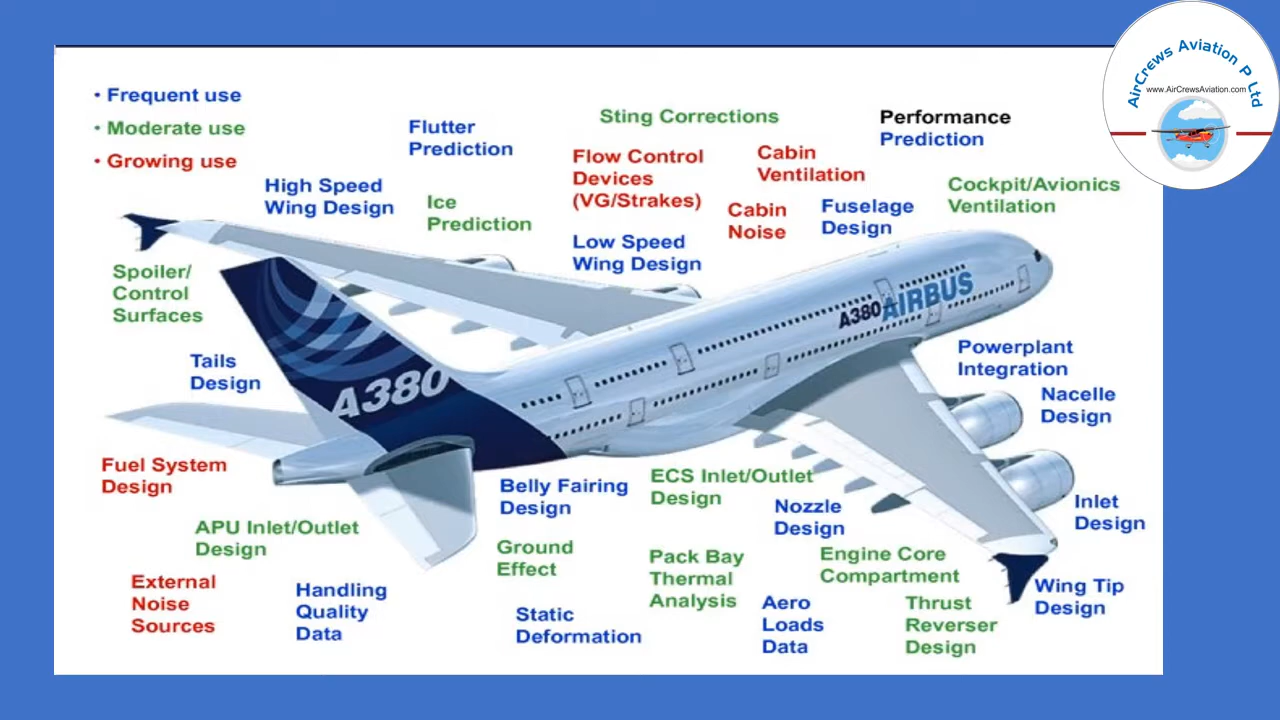 • Frequent use
• Moderate use
• Growing use
Flutter
Prediction
Sting Corrections
Performance
Prediction
AirCrews Aviation P Ltd
www.AirCrewsAviation.com
High Speed
Wing Design
Ice
Prediction
Flow Control
Devices
(VG/Strakes)
Cabin
Ventilation
Cabin
Noise
Fuselage
Design
Cockpit/Avionics
Ventilation
Low Speed
Wing Design
Spoiler/
Control
Surfaces
A380 AIRBUS
Tails
Design
A380
Powerplant
Integration
Nacelle
Design
Fuel System
Design
Belly Fairing
Design
ECS Inlet/Outlet
Design
Nozzle
Design
Inlet
Design
APU Inlet/Outlet
Design
Ground
Effect
Pack Bay
Thermal
Analysis
Engine Core
Compartment
External
Noise
Sources
Handling
Quality
Data
Static
Deformation
Aero
Loads
Data
Thrust
Reverser
Design
Wing Tip
Design